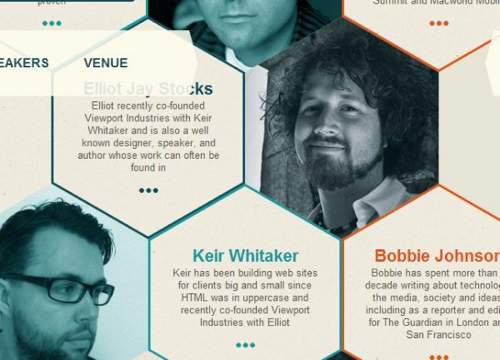 proven
Summit and Macworld Mobile
EAKERS
VENUE
Elliot Jay Stocks
Elliot recently co-founded
Viewport Industries with Keir
Whitaker and is also a well
known designer, speaker, and
author whose work can often be
found in
Keir Whitaker
Keir has been building web sites
for clients big and small since
HTML was in uppercase and
recently co-founded Viewport
Industries with Elliot
Bobbie Johnson
Bobbie has spent more than
decade writing about technolog
the media, society and ideas
including as a reporter and edi
for The Guardian in London an
San Francisco